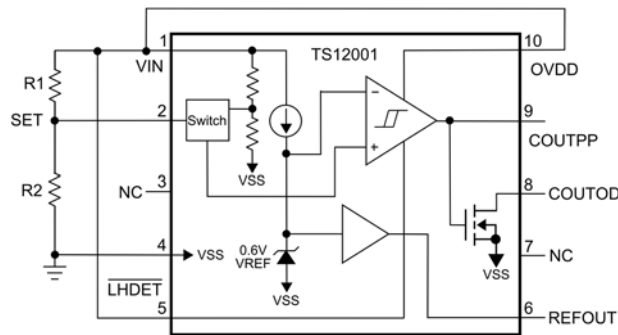 1
TS12001
10
VIN
OVDD
R1
SET
2
Switch
−
9
COUTPP
+
VSS
R2
3
NC
8
COUTOD
4
VSS
0.6V
VREF
VSS
7
NC
LHDET
VSS
5
6
REFOUT